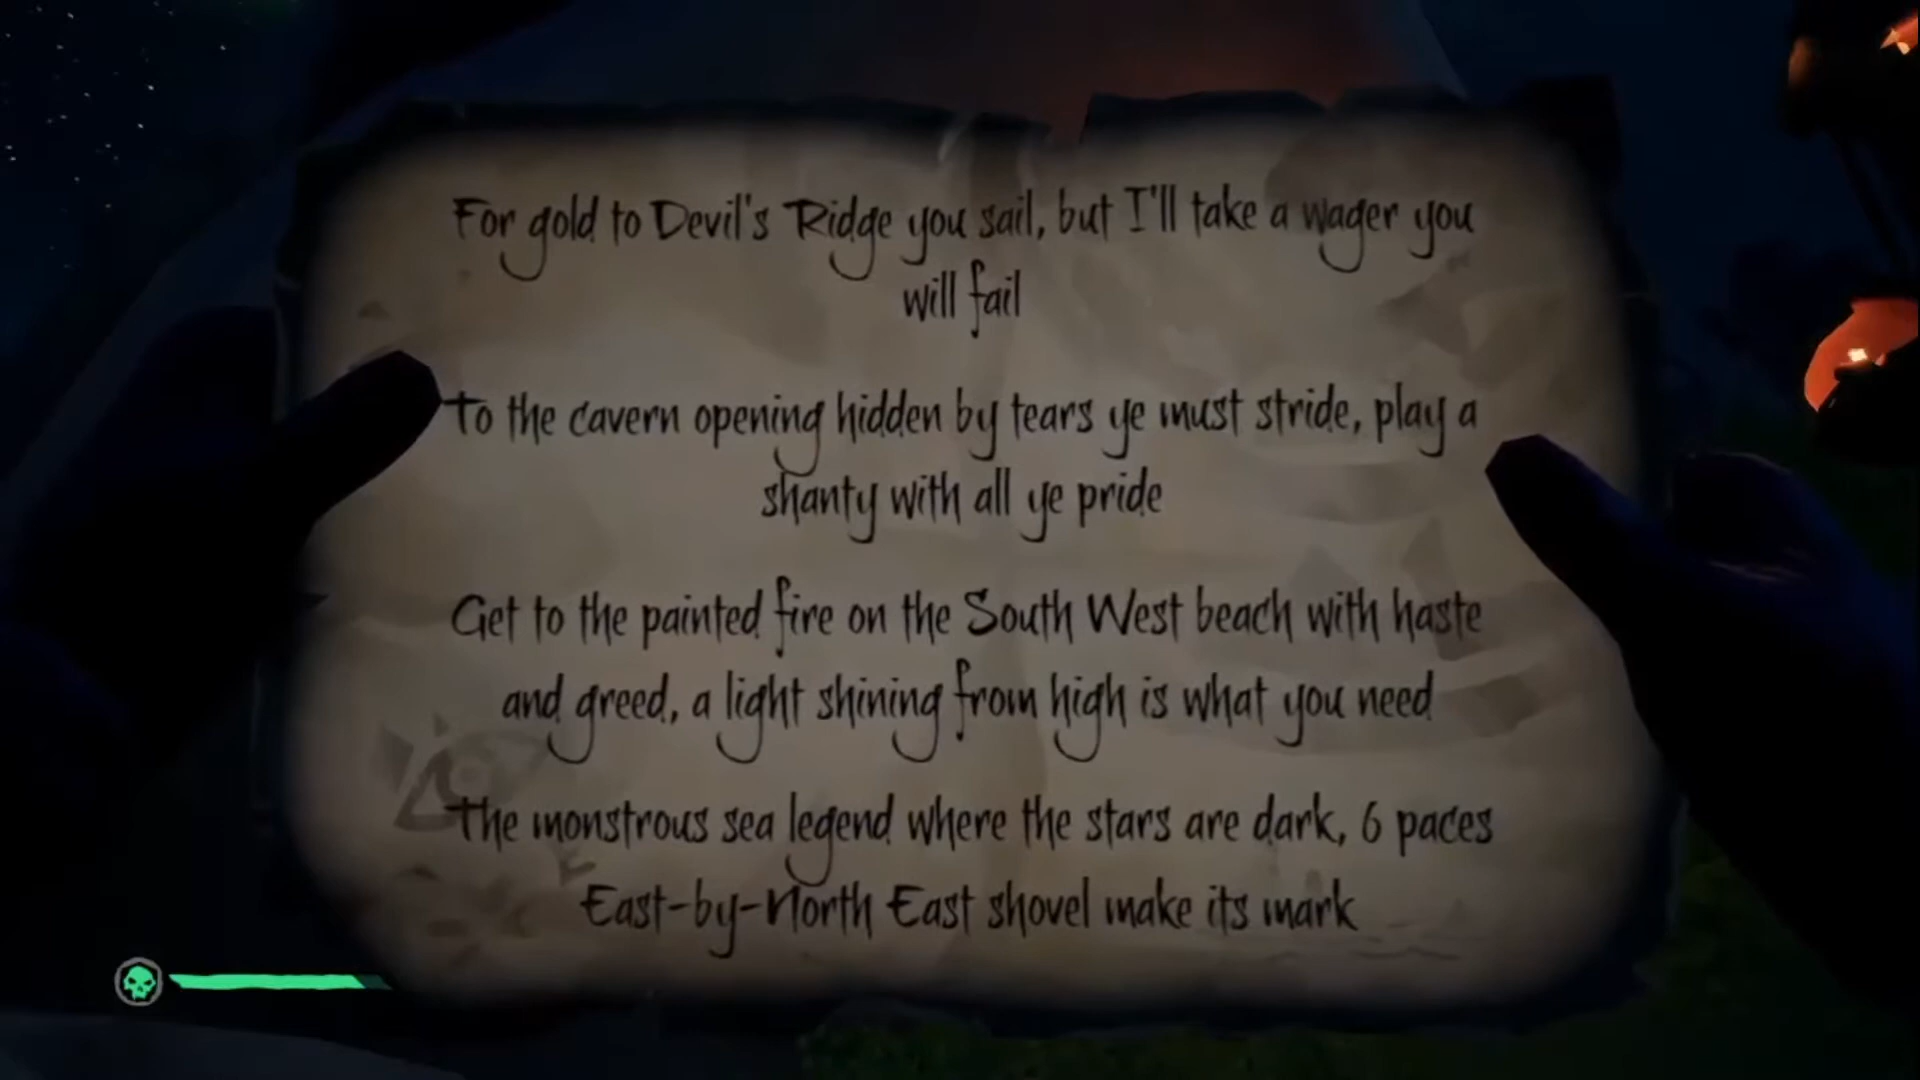 For gold to Devil's Ridge you sail, but I'll take a wager you
will fail
To the cavern opening hidden by tears ye must stride, play a
shanty with all ye pride
Get to the painted fire on the South West beach with haste
and greed, a light shining from high is what you need
The monstrous sea legend where the stars are dark, 6 paces
East-by-North East shovel make its mark